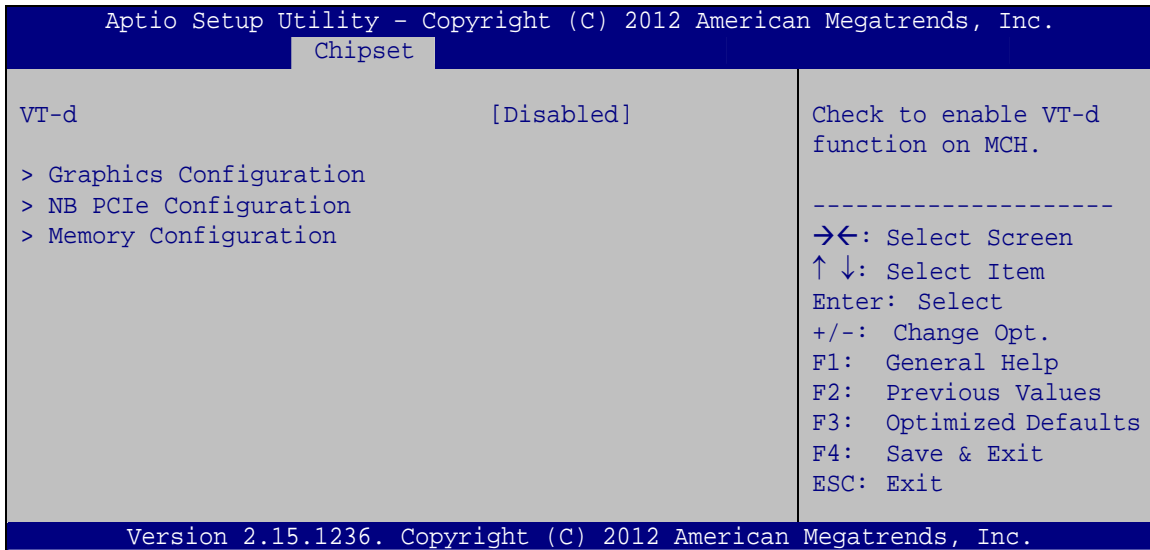 Aptio Setup Utility – Copyright (C) 2012 American Megatrends, Inc.
Chipset
VT-d [Disabled]
> Graphics Configuration
> NB PCIe Configuration
> Memory Configuration
Check to enable VT-d
function on MCH.
---------------------
→←: Select Screen
↑ ↓: Select Item
Enter: Select
+/-: Change Opt.
F1: General Help
F2: Previous Values
F3: Optimized Defaults
F4: Save & Exit
ESC: Exit
Version 2.15.1236. Copyright (C) 2012 American Megatrends, Inc.